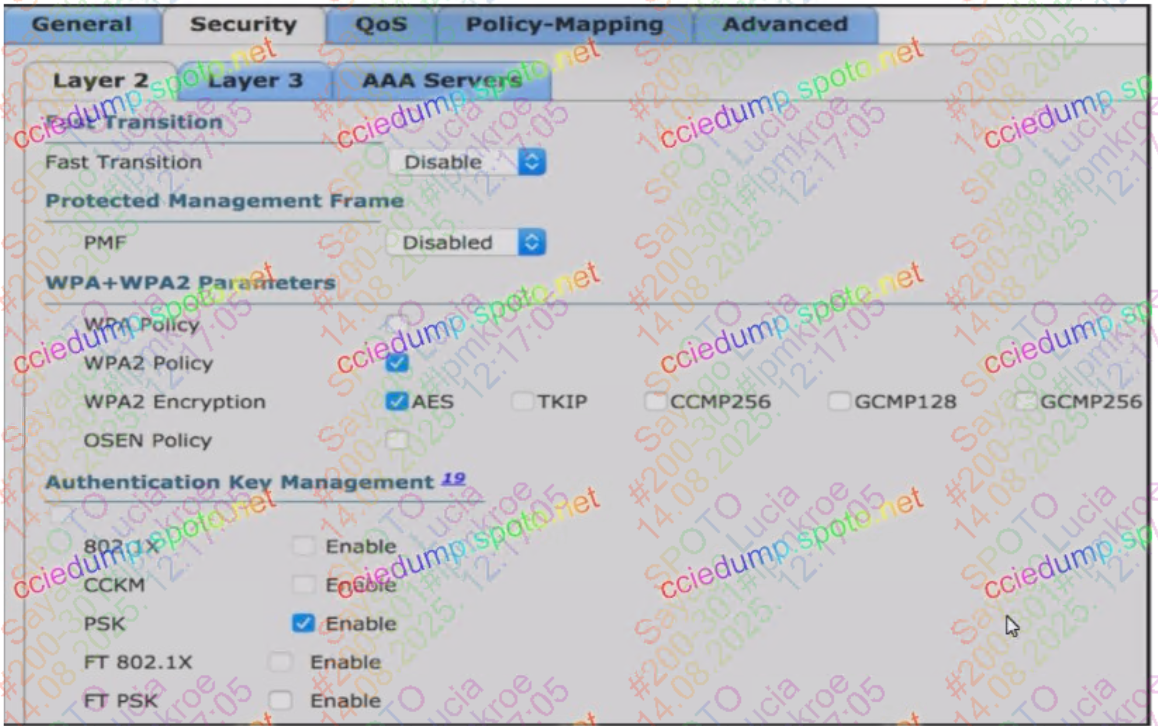 General Security QoS Policy-Mapping Advanced
Layer 2 Layer 3 AAA Servers
Fast Transition
Fast Transition Disable
Protected Management Frame
PMF Disabled
WPA+WPA2 Parameters
WPA Policy
WPA2 Policy
WPA2 Encryption AES TKIP CCMP256 GCMP128 GCMP256
OSEN Policy
Authentication Key Management 19
802.1X Enable
CCKM Enable
PSK Enable
FT 802.1X Enable
FT PSK Enable
cciedump.spoto.net
SPOTO Lucia
Sayago
#200-301#
14.08.2025. 12:17:05